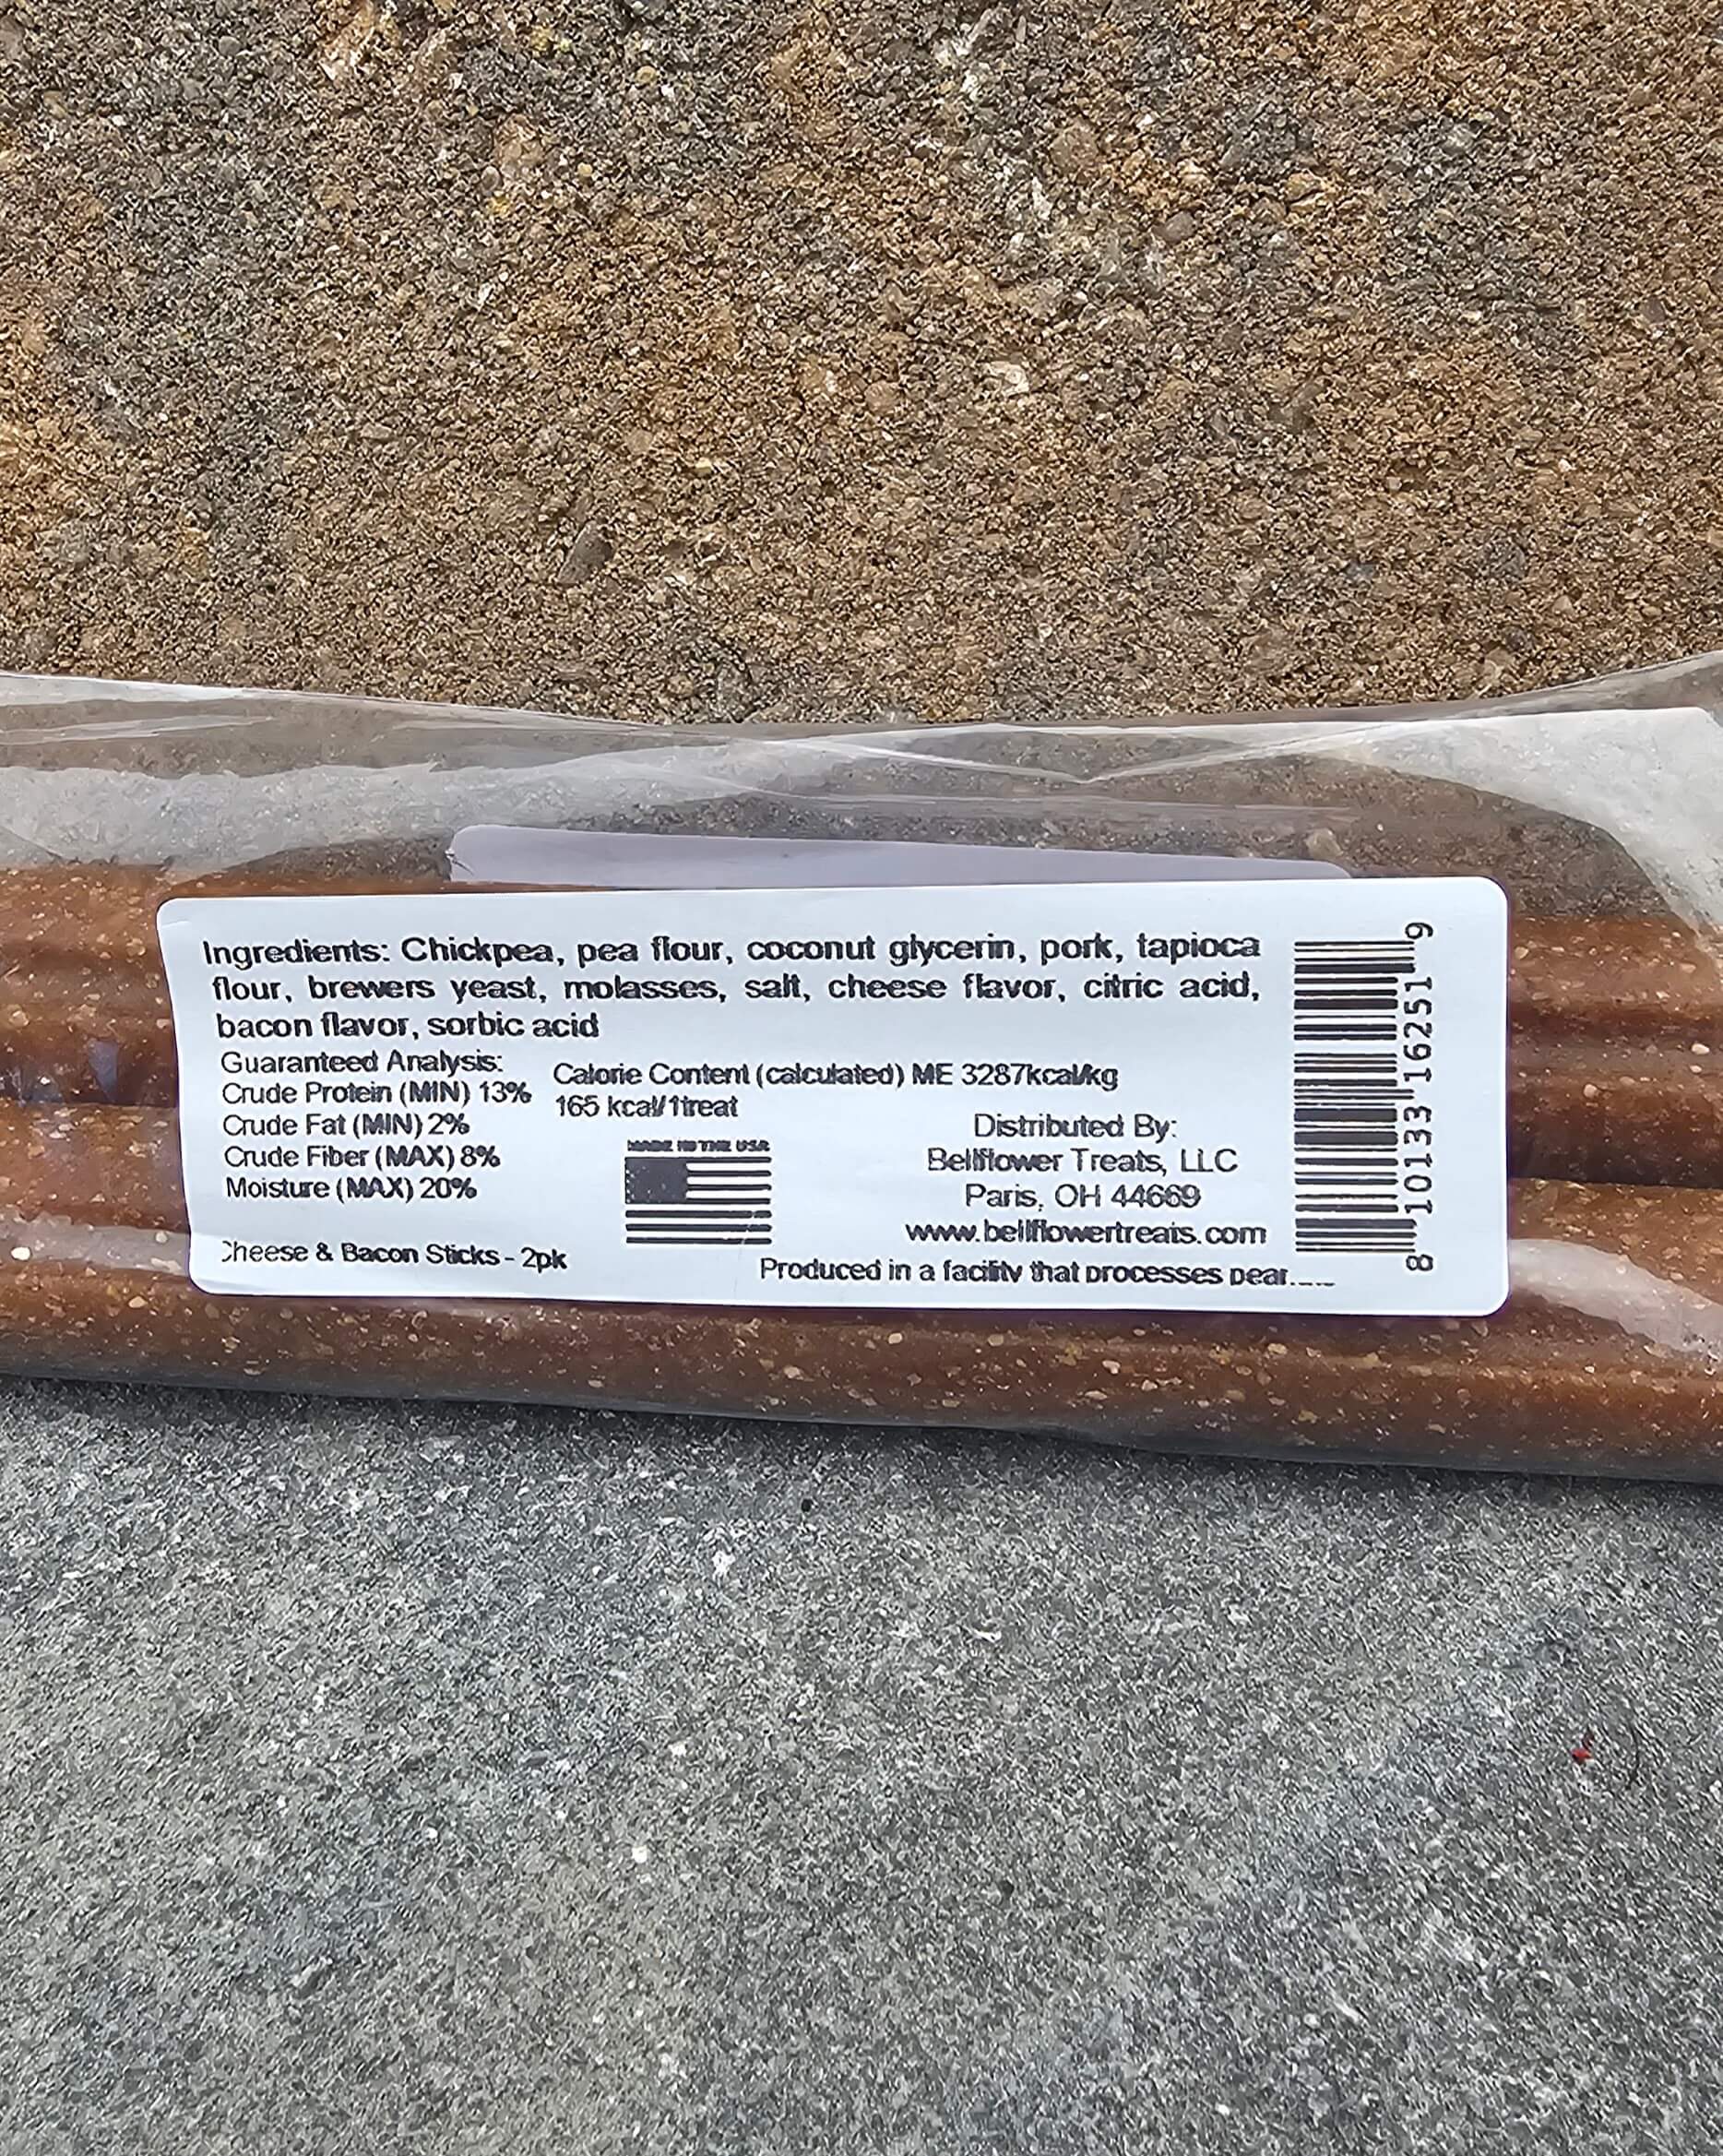 Ingredients: Chickpea, pea flour, coconut glycerin, pork, tapioca
flour, brewers yeast, molasses, salt, cheese flavor, citric acid,
bacon flavor, sorbic acid
Guaranteed Analysis:
Crude Protein (MIN) 13%
Crude Fat (MIN) 2%
Crude Fiber (MAX) 8%
Moisture (MAX) 20%
Calorie Content (calculated) ME 3287kcal/kg
165 kcal/1treat
MADE IN THE USA
Distributed By:
Bellflower Treats, LLC
Paris, OH 44669
www.bellflowertreats.com
Cheese & Bacon Sticks - 2pk
Produced in a facility that processes
8 10133 16251 9